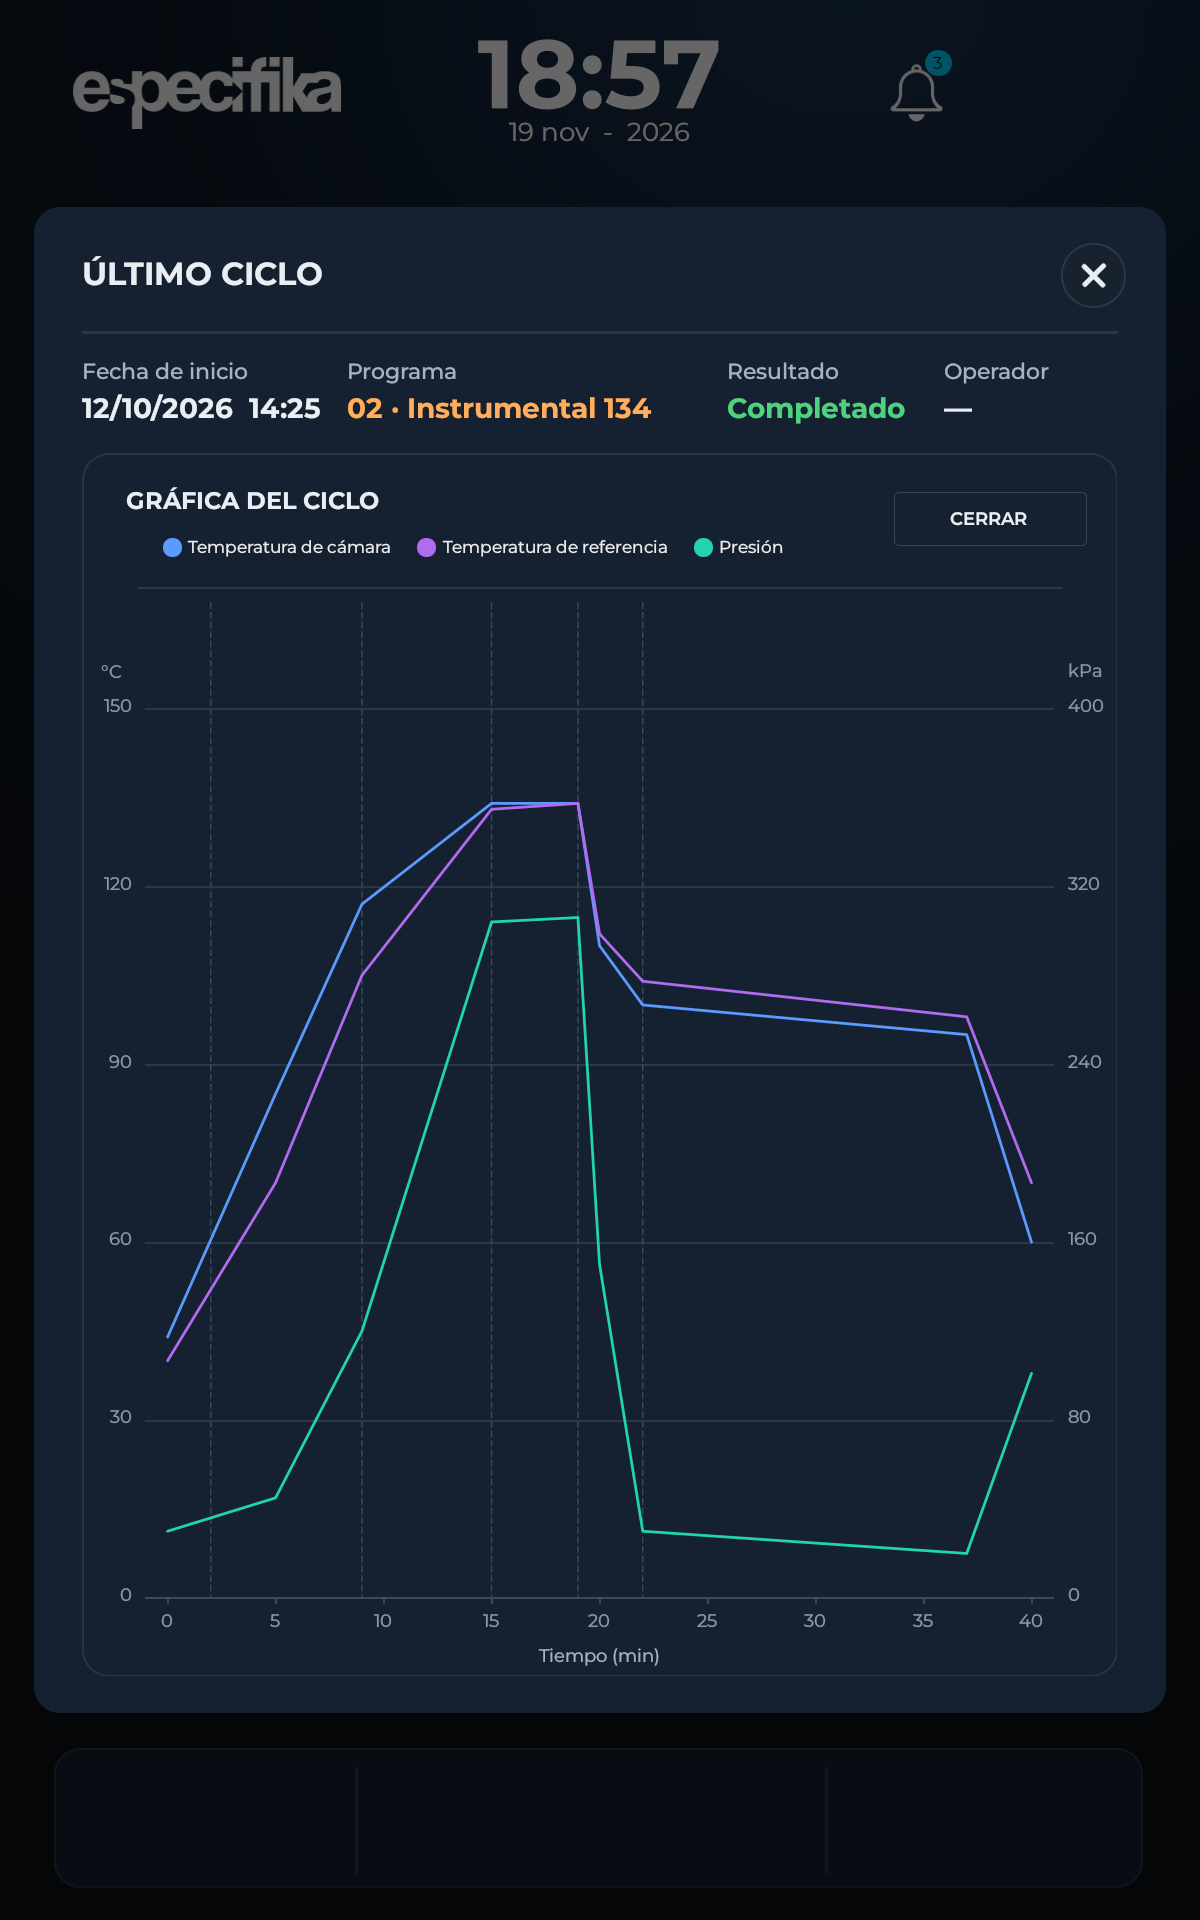 especifika
18:57
19 nov - 2026
3
ÚLTIMO CICLO
Fecha de inicio Programa Resultado Operador
12/10/2026 14:25 02 · Instrumental 134 Completado —
GRÁFICA DEL CICLO
CERRAR
Temperatura de cámara Temperatura de referencia Presión
°C kPa
150 400
120 320
90 240
60 160
30 80
0 0
0 5 10 15 20 25 30 35 40
Tiempo (min)